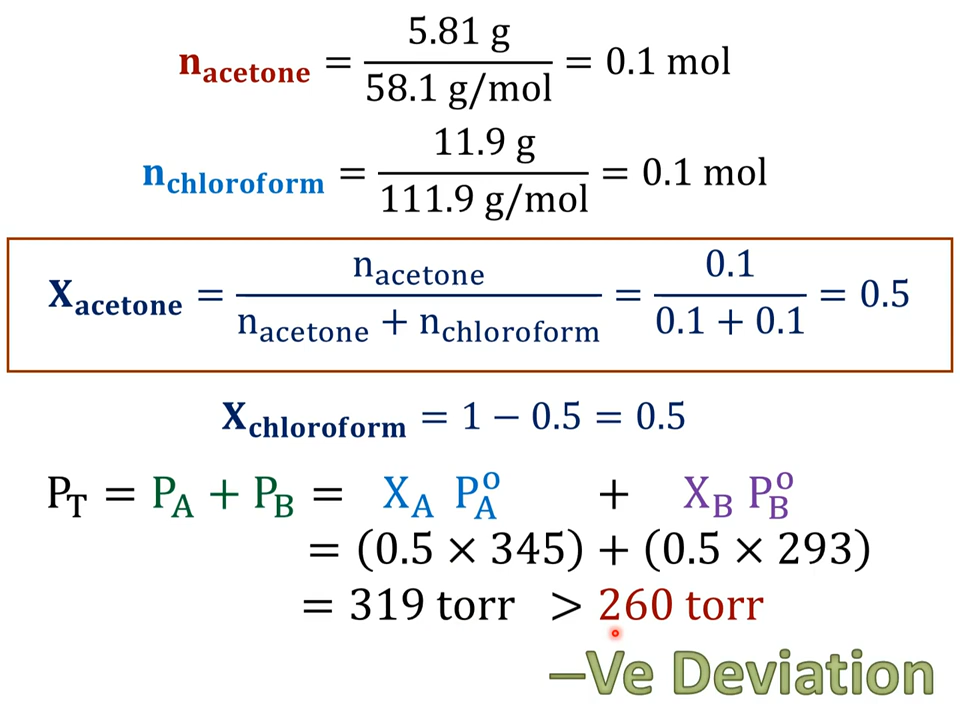 n_acetone = 5.81 g / 58.1 g/mol = 0.1 mol
n_chloroform = 11.9 g / 111.9 g/mol = 0.1 mol
X_acetone = n_acetone / n_acetone + n_chloroform = 0.1 / 0.1 + 0.1 = 0.5
X_chloroform = 1 − 0.5 = 0.5
P_T = P_A + P_B = X_A P_A^o + X_B P_B^o
= (0.5 × 345) + (0.5 × 293)
= 319 torr > 260 torr
–Ve Deviation